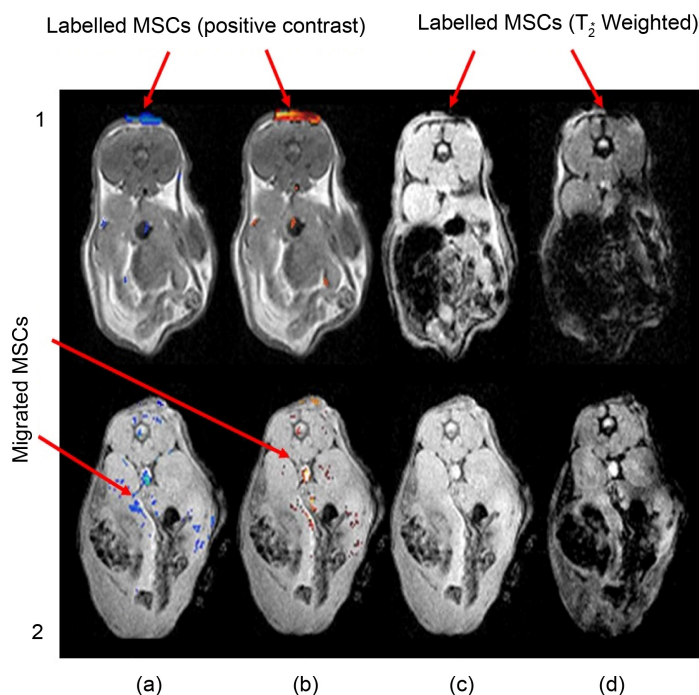 Labelled MSCs (positive contrast)
Labelled MSCs (T2* Weighted)
1
Migrated MSCs
2
(a)
(b)
(c)
(d)